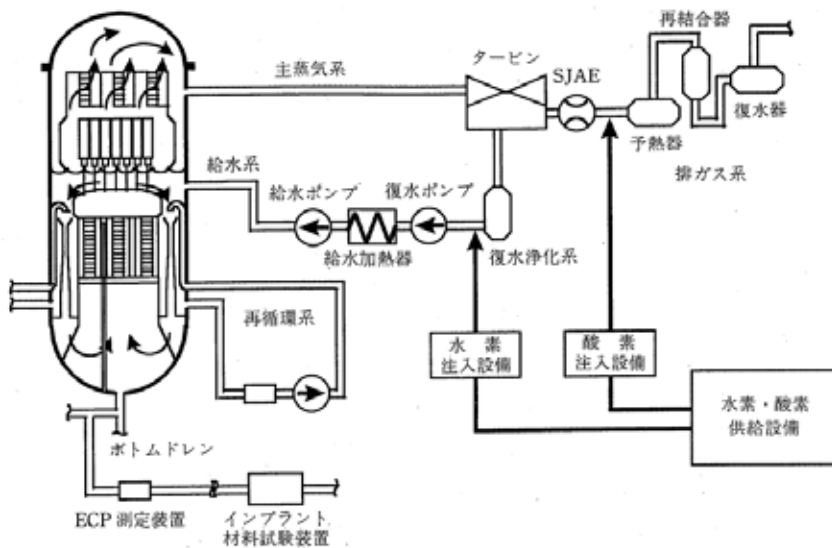 再結合器
タービン
主蒸気系
SJAE
復水器
予熱器
給水系
排ガス系
給水ポンプ
復水ポンプ
給水加熱器
復水浄化系
再循環系
水素
注入設備
酸素
注入設備
水素・酸素
供給設備
ボトムドレン
ECP 測定装置
インプラント
材料試験装置